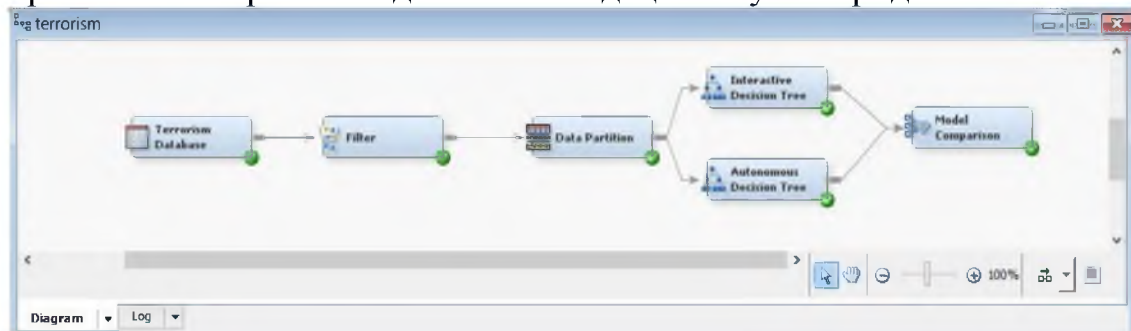 terrorism
Terrorism
Database
Filter
Data Partition
Interactive
Decision Tree
Autonomous
Decision Tree
Model
Comparison
100%
Diagram
Log